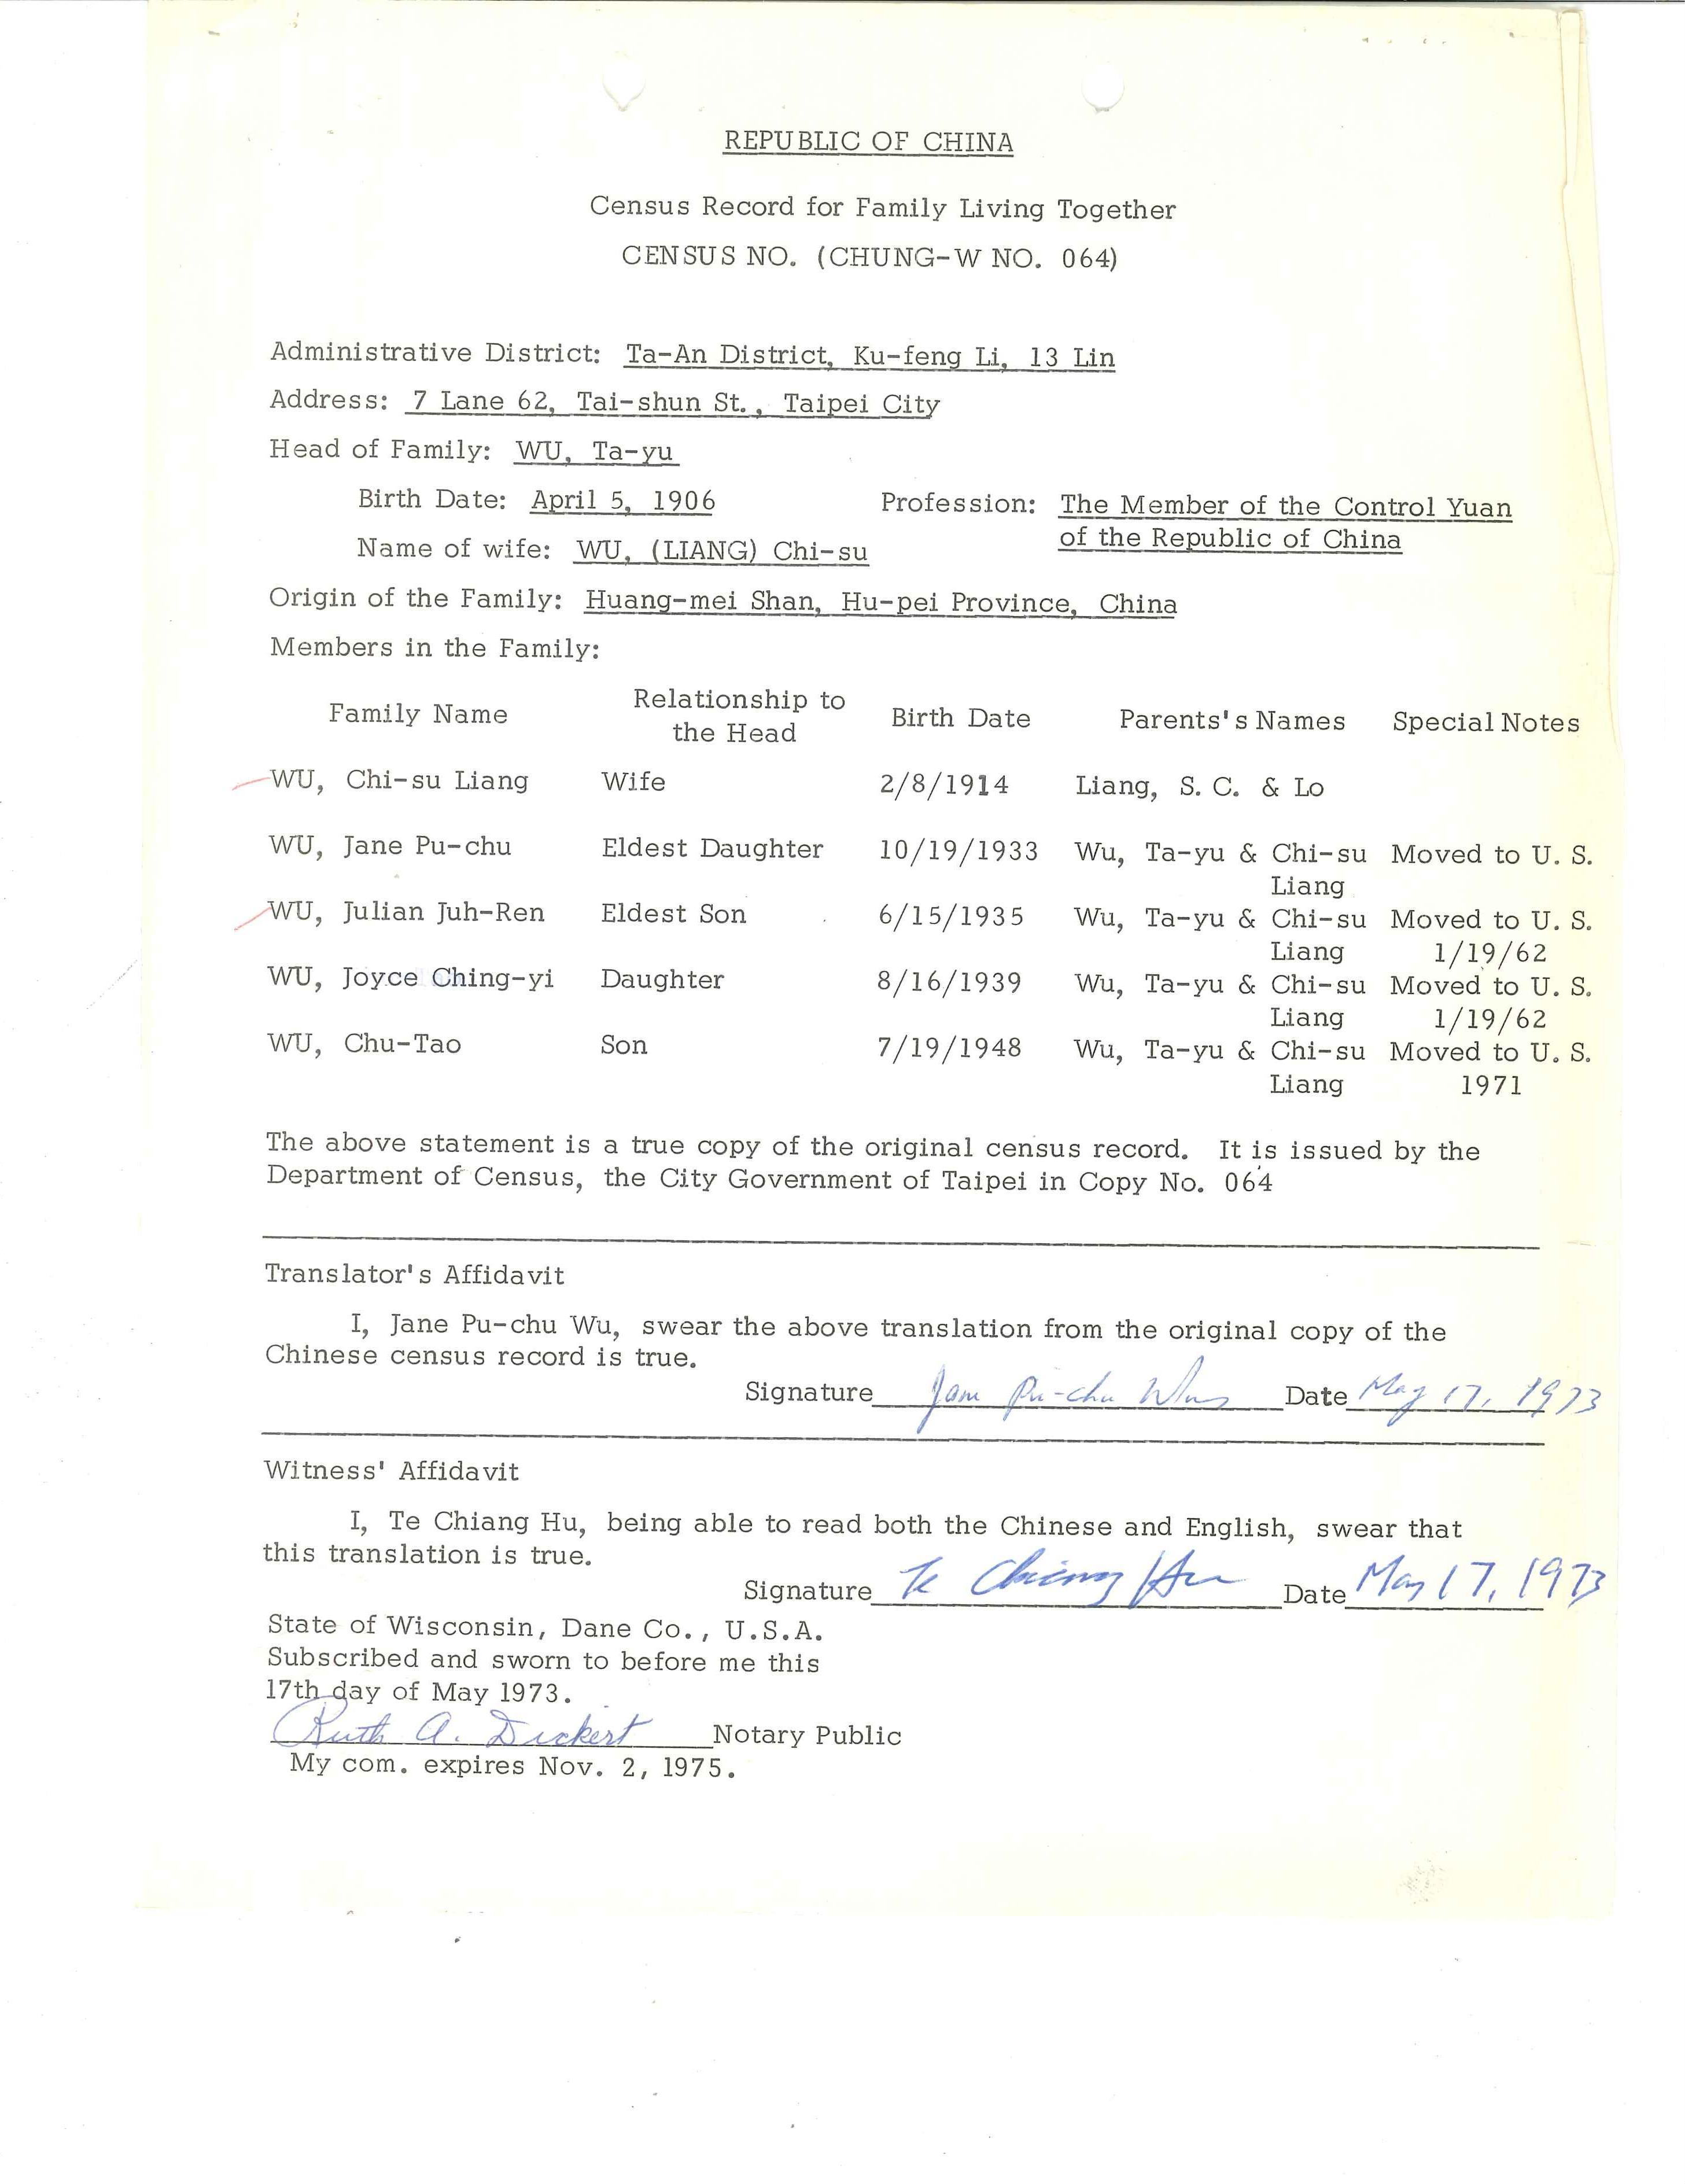 REPUBLIC OF CHINA
Census Record for Family Living Together
CENSUS NO. (CHUNG-W NO. 064)
Administrative District: Ta-An District, Ku-feng Li, 13 Lin
Address: 7 Lane 62, Tai-shun St., Taipei City
Head of Family: WU, Ta-yu
Birth Date: April 5, 1906 Profession: The Member of the Control Yuan
of the Republic of China
Name of wife: WU, (LIANG) Chi-su
Origin of the Family: Huang-mei Shan, Hu-pei Province, China
Members in the Family:
Family Name Relationship to the Head Birth Date Parents's Names Special Notes
WU, Chi-su Liang Wife 2/8/1914 Liang, S. C. & Lo
WU, Jane Pu-chu Eldest Daughter 10/19/1933 Wu, Ta-yu & Chi-su Moved to U. S.
Liang
WU, Julian Juh-Ren Eldest Son 6/15/1935 Wu, Ta-yu & Chi-su Moved to U. S.
Liang 1/19/62
WU, Joyce Ching-yi Daughter 8/16/1939 Wu, Ta-yu & Chi-su Moved to U. S.
Liang 1/19/62
WU, Chu-Tao Son 7/19/1948 Wu, Ta-yu & Chi-su Moved to U. S.
Liang 1971
The above statement is a true copy of the original census record. It is issued by the
Department of Census, the City Government of Taipei in Copy No. 064
Translator's Affidavit
I, Jane Pu-chu Wu, swear the above translation from the original copy of the
Chinese census record is true.
Signature Jane Pu-chu Wu Date May 17, 1973
Witness' Affidavit
I, Te Chiang Hu, being able to read both the Chinese and English, swear that
this translation is true.
Signature Te Chiang Hu Date May 17, 1973
State of Wisconsin, Dane Co., U.S.A.
Subscribed and sworn to before me this
17th day of May 1973.
Ruth A. Dickert Notary Public
My com. expires Nov. 2, 1975.